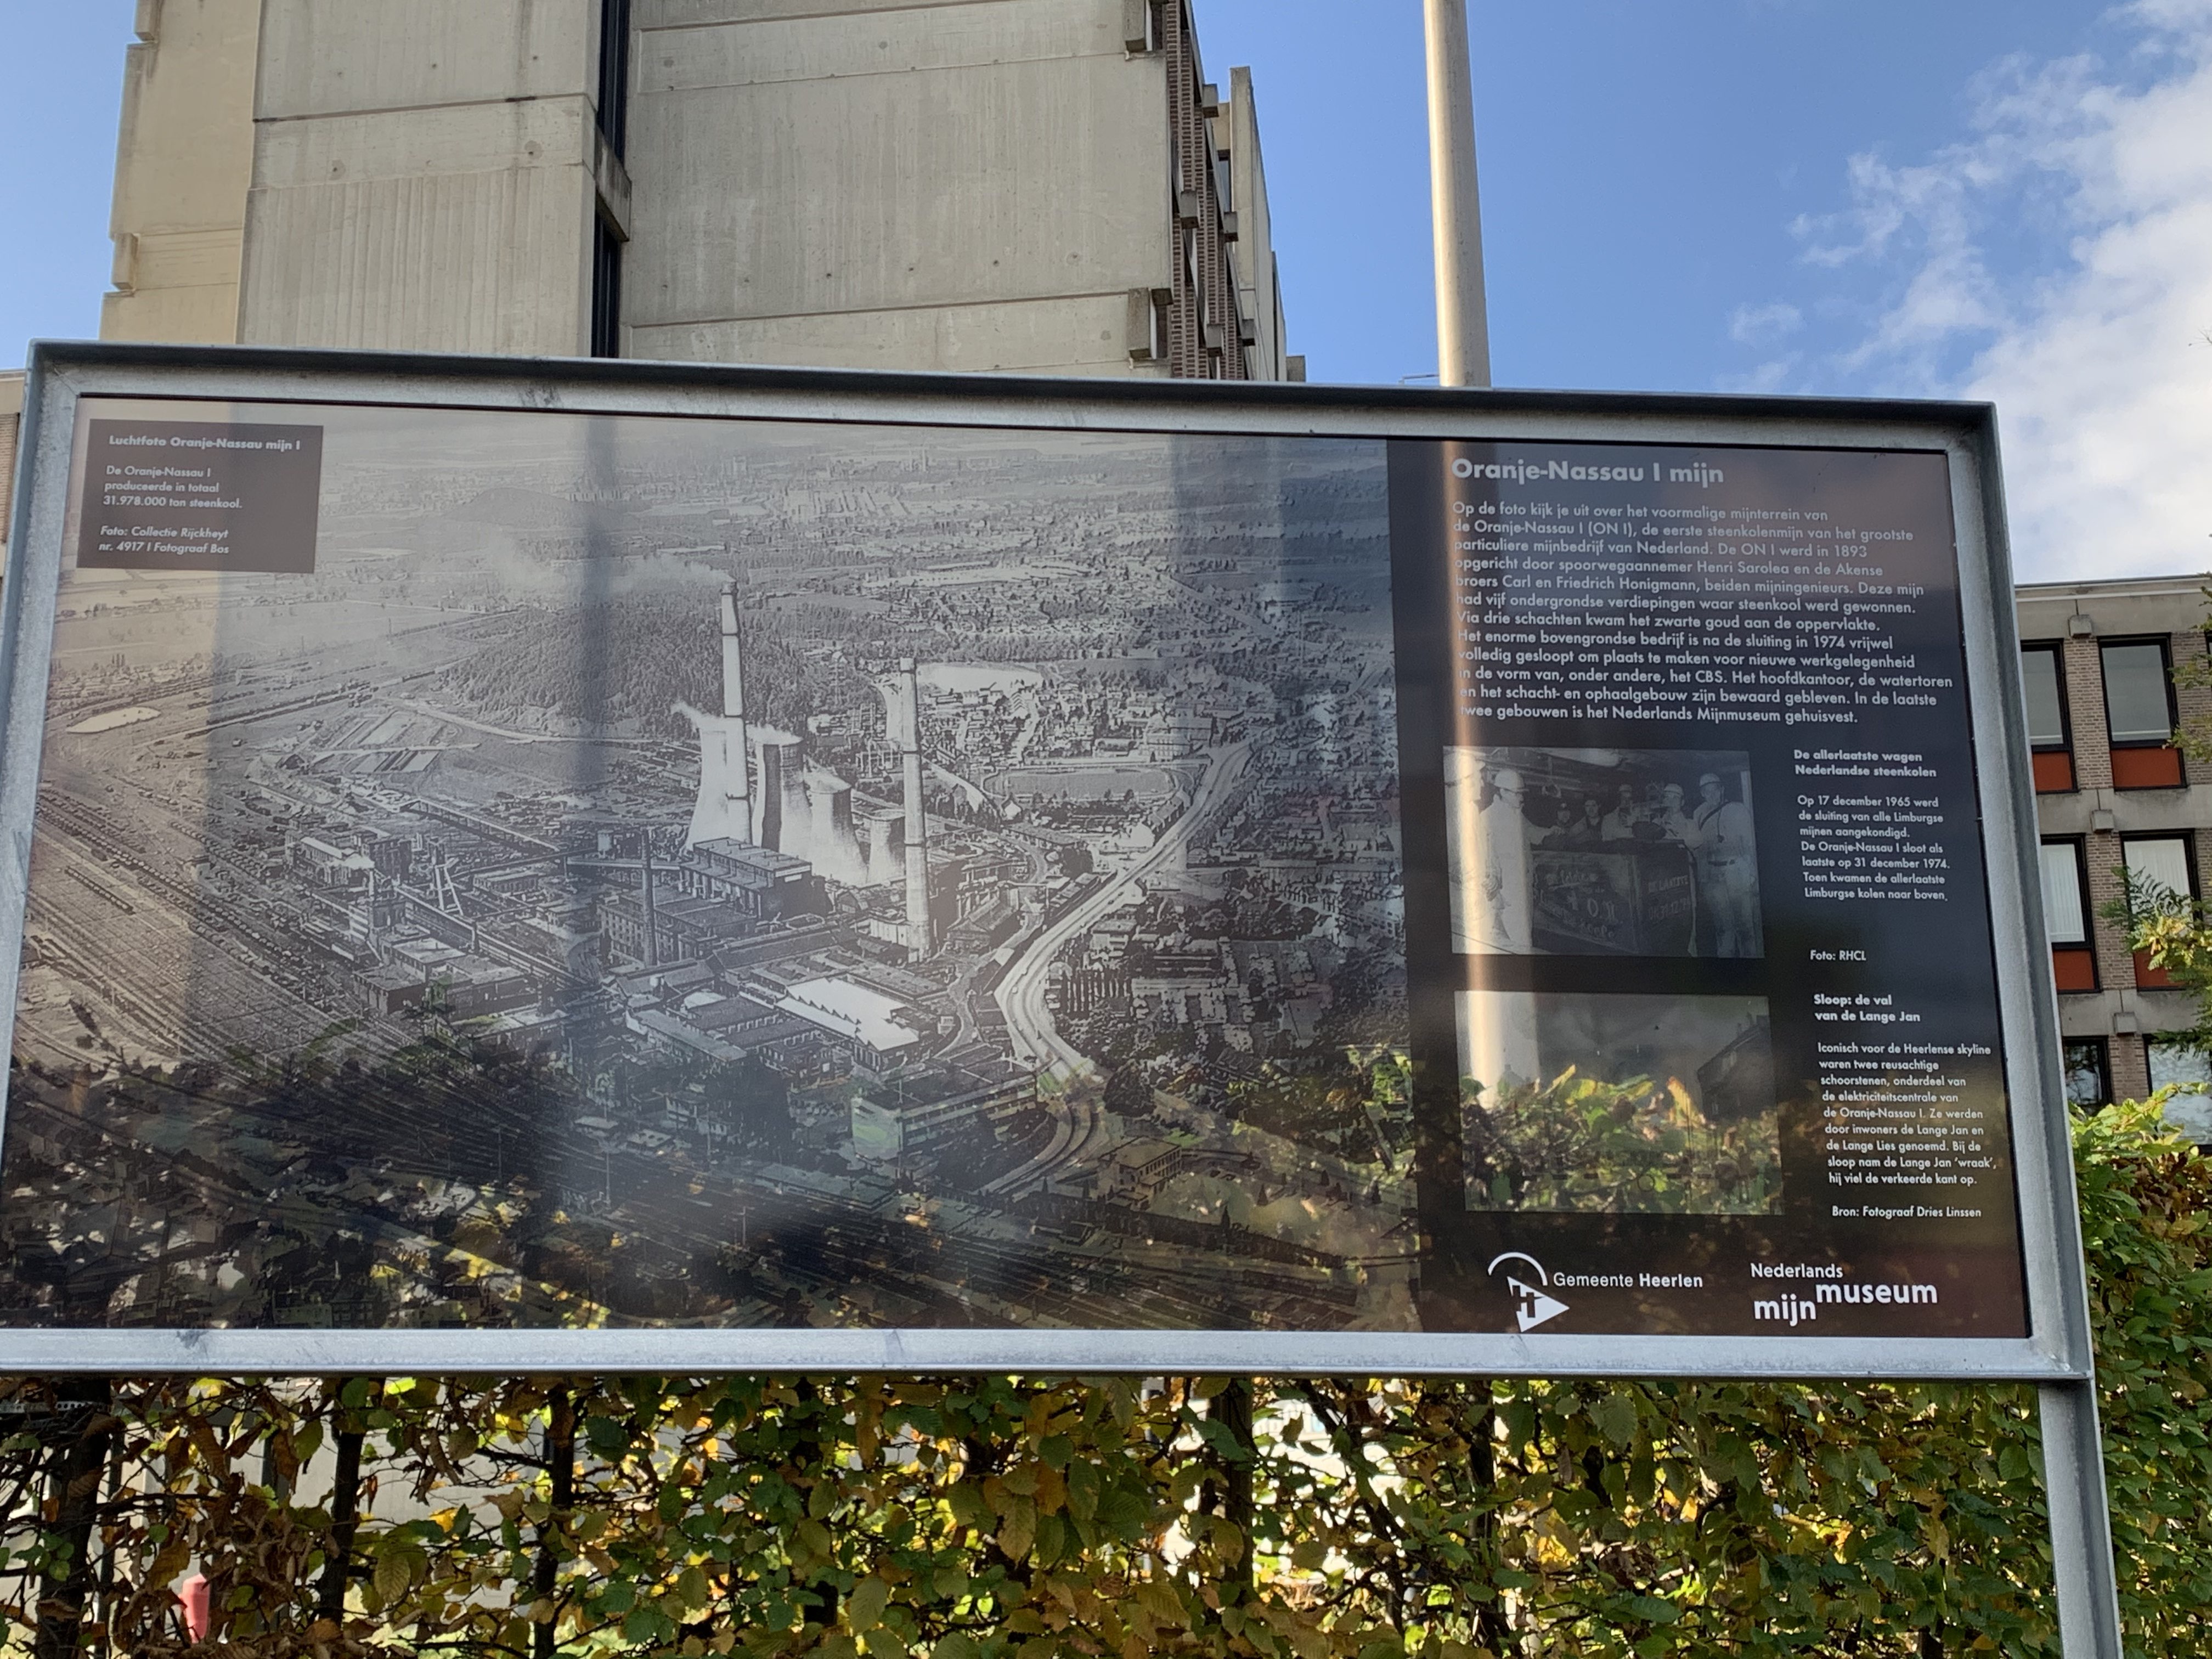 Luchtfoto Oranje-Nassau mijn I
De Oranje-Nassau I
produceerde in totaal
31.978.000 ton steenkool.
Foto: Collectie Rijckheyt
nr. 4917 I Fotograaf Bos
Oranje-Nassau I mijn
Op de foto kijk je uit over het voormalige mijnterrein van
de Oranje-Nassau I (ON I), de eerste steenkolenmijn van het grootste
particuliere mijnbedrijf van Nederland. De ON I werd in 1893
opgericht door spoorwegaannemer Henri Sarolea en de Akense
broers Carl en Friedrich Honigmann, beiden mijningenieurs. Deze mijn
had vijf ondergrondse verdiepingen waar steenkool werd gewonnen.
Via drie schachten kwam het zwarte goud aan de oppervlakte.
Het enorme bovengrondse bedrijf is na de sluiting in 1974 vrijwel
volledig gesloopt om plaats te maken voor nieuwe werkgelegenheid
in de vorm van, onder andere, het CBS. Het hoofdkantoor, de watertoren
en het schacht- en ophaalgebouw zijn bewaard gebleven. In de laatste
twee gebouwen is het Nederlands Mijnmuseum gehuisvest.
De allerlaatste wagen
Nederlandse steenkolen
Op 17 december 1965 werd
de sluiting van alle Limburgse
mijnen aangekondigd.
De Oranje-Nassau I sloot als
laatste op 31 december 1974.
Toen kwamen de allerlaatste
Limburgse kolen naar boven.
Foto: RHCL
Sloop: de val
van de Lange Jan
Iconisch voor de Heerlense skyline
waren twee reusachtige
schoorstenen, onderdeel van
de elektriciteitscentrale van
de Oranje-Nassau I. Ze werden
door inwoners de Lange Jan en
de Lange Lies genoemd. Bij de
sloop nam de Lange Jan 'wraak',
hij viel de verkeerde kant op.
Bron: Fotograaf Dries Linssen
Gemeente Heerlen
Nederlands
mijnmuseum